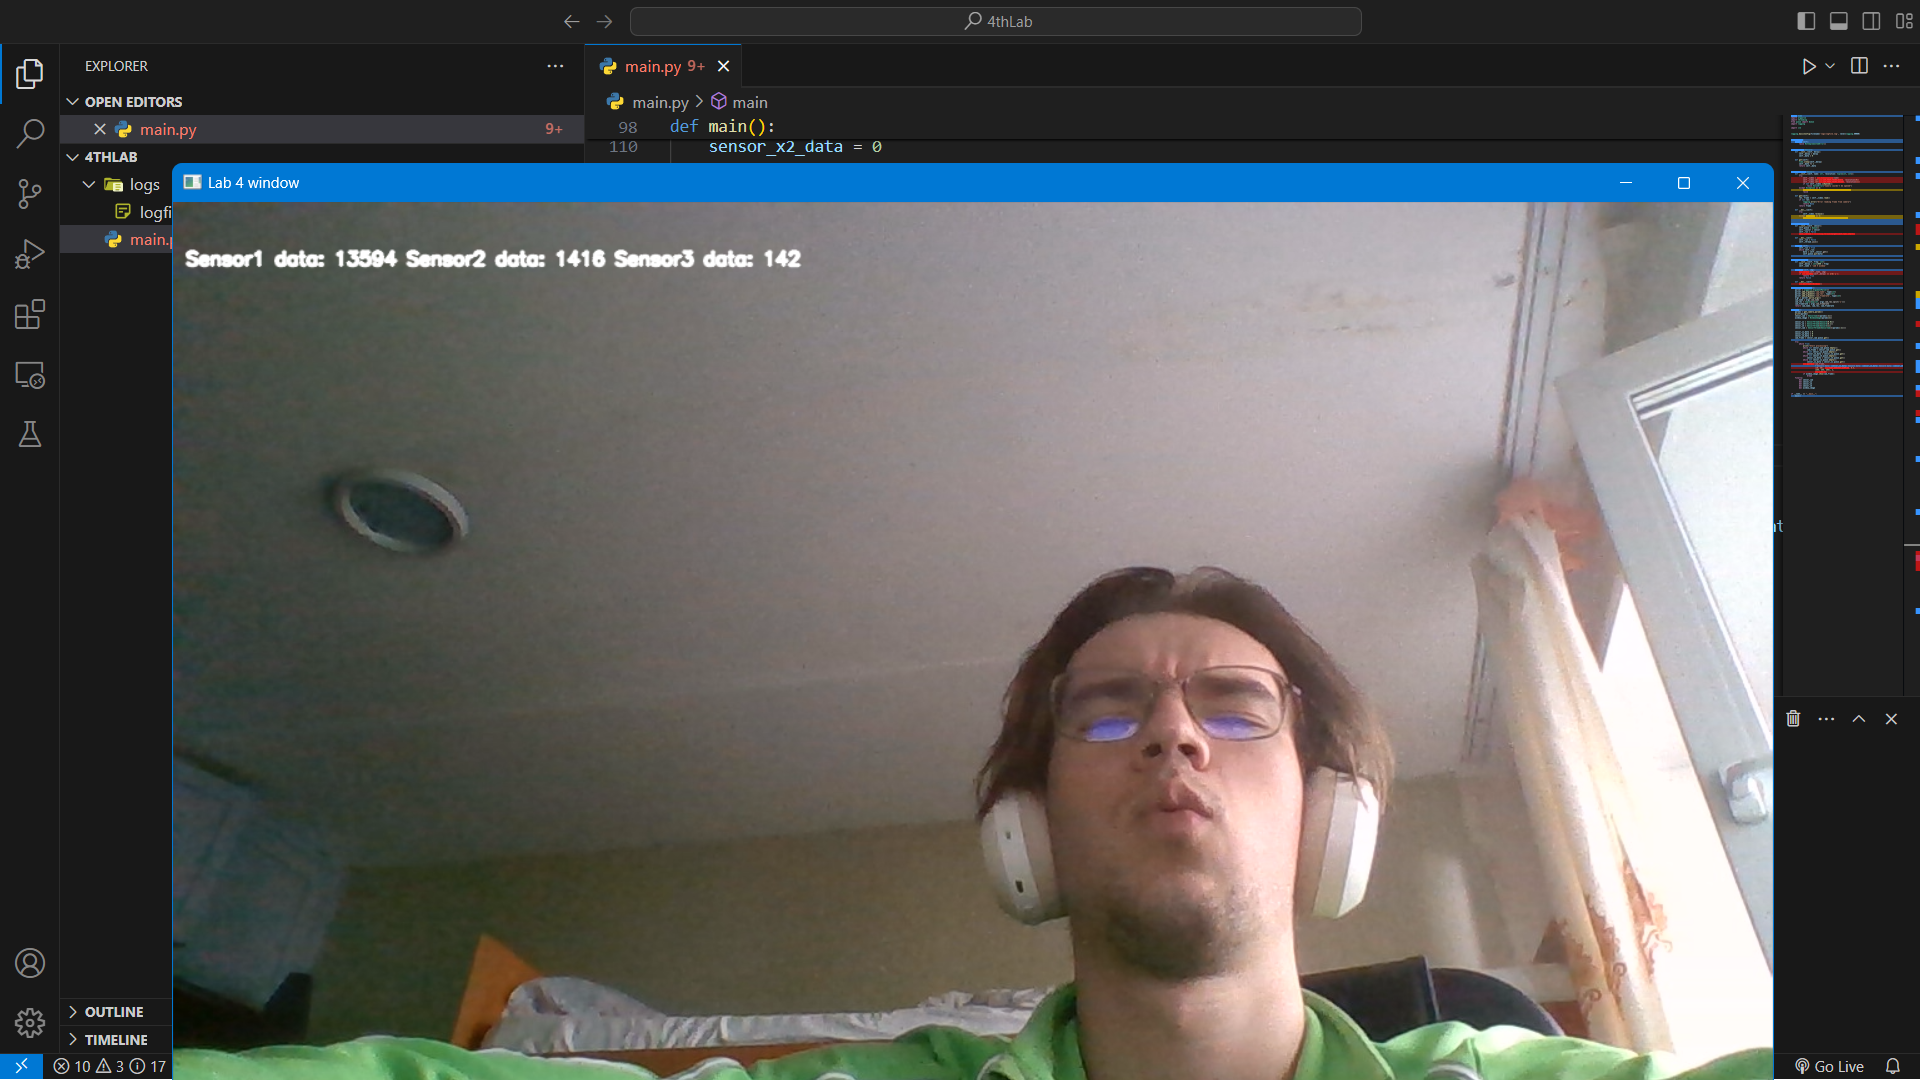 4thLab
EXPLORER
OPEN EDITORS
main.py 9+
4THLAB
logs
logfi
main.p
OUTLINE
TIMELINE
main.py 9+
main.py > main
98 def main():
110 sensor_x2_data = 0
Lab 4 window
Sensor1 data: 13594 Sensor2 data: 1416 Sensor3 data: 142
at
10 3 17
Go Live